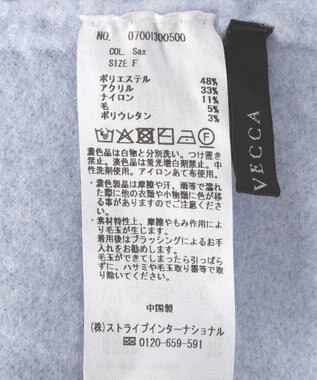 NO. 07001300500
COL. Sax
SIZE F
ポリエステル 48%
アクリル 33%
ナイロン 11%
毛 5%
ポリウレタン 3%
濃色品は白物と分別洗い。つけ置き
禁止。淡色品は蛍光増白剤禁止。中
性洗剤使用。アイロンあて布使用。
・濃色製品は摩擦や汗、雨等で濡れ
た際に他の衣類や小物類に色が移
る事がありますのでご注意下さい。
・素材特性上、摩擦やもみ作用によ
り毛玉が生じます。
着用後はブラッシングによるお手
入れをお勧めします。
毛玉ができてしまったら引っぱら
ずに、ハサミや毛玉取り器等で取
り除いてください。
中国製
(株)ストライプインターナショナル
☎ 0120-659-591
VECCA